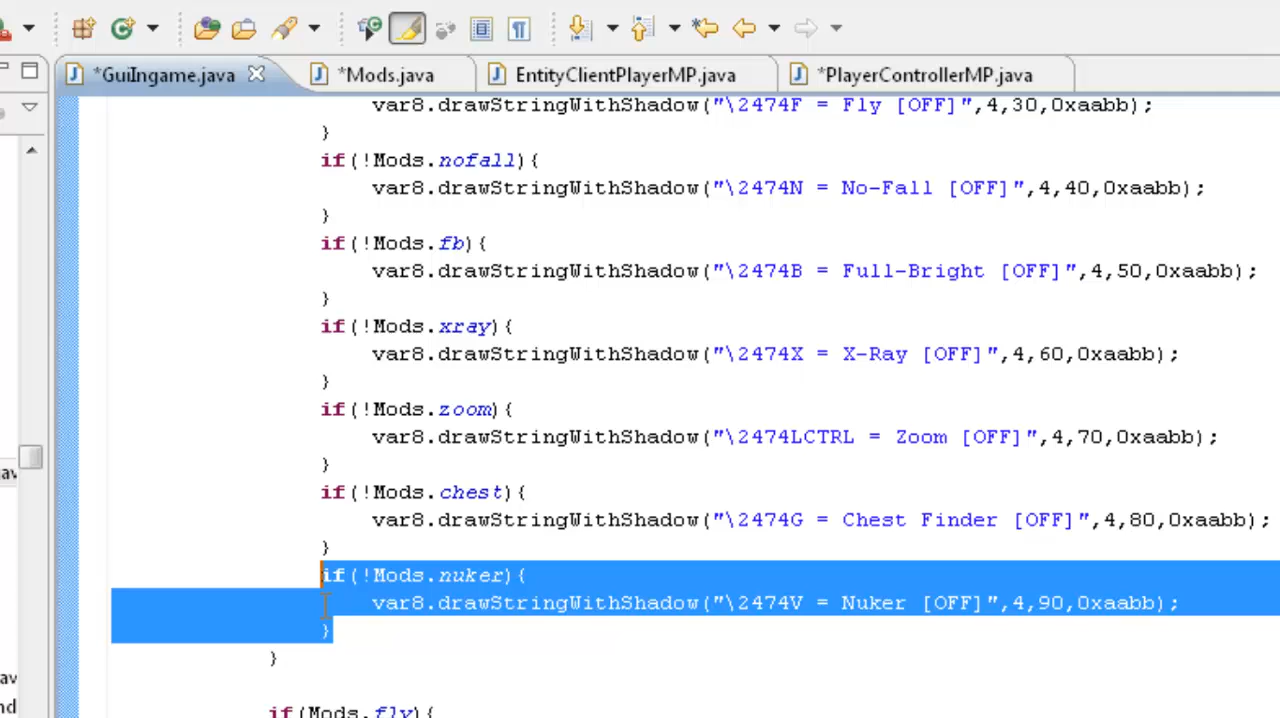 *GuiIngame.java
*Mods.java
EntityClientPlayerMP.java
*PlayerControllerMP.java
var8.drawStringWithShadow("\2474F = Fly [OFF]",4,30,0xaabb);
}
if(!Mods.nofall){
var8.drawStringWithShadow("\2474N = No-Fall [OFF]",4,40,0xaabb);
}
if(!Mods.fb){
var8.drawStringWithShadow("\2474B = Full-Bright [OFF]",4,50,0xaabb);
}
if(!Mods.xray){
var8.drawStringWithShadow("\2474X = X-Ray [OFF]",4,60,0xaabb);
}
if(!Mods.zoom){
var8.drawStringWithShadow("\2474LCTRL = Zoom [OFF]",4,70,0xaabb);
}
if(!Mods.chest){
var8.drawStringWithShadow("\2474G = Chest Finder [OFF]",4,80,0xaabb);
}
if(!Mods.nuker){
var8.drawStringWithShadow("\2474V = Nuker [OFF]",4,90,0xaabb);
}
}
if(Mods.fly){